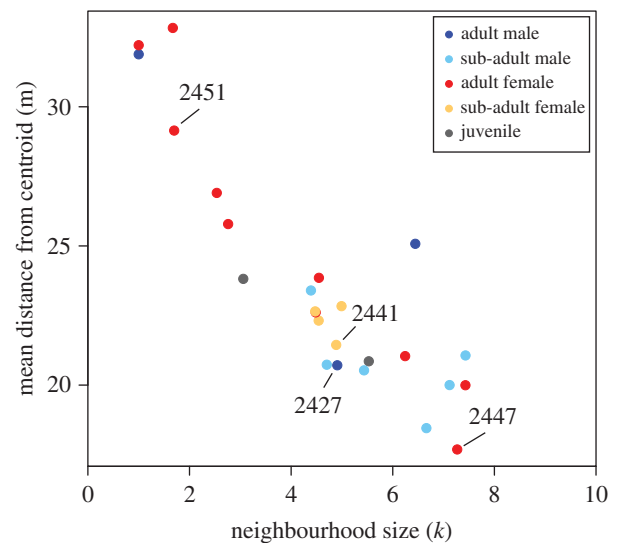 adult male
sub-adult male
adult female
sub-adult female
juvenile
2451
2441
2427
2447
mean distance from centroid (m)
30
25
20
0 2 4 6 8 10
neighbourhood size (k)